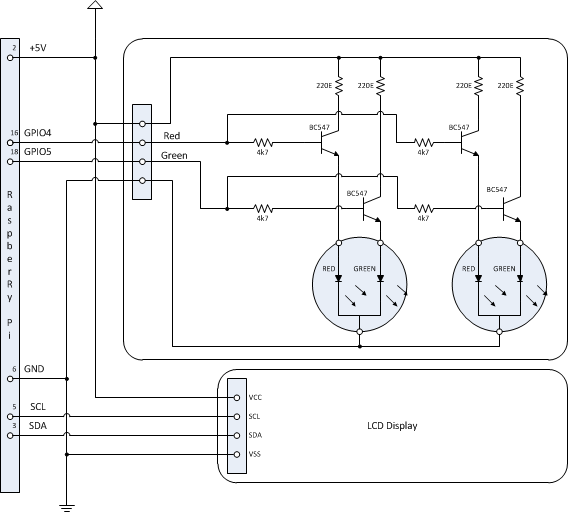 2 +5V
220E 220E 220E 220E
16 GPIO4 Red BC547 BC547
18 GPIO5 Green 4k7 4k7
RaspberRy Pi
BC547 BC547
4k7 4k7
RED GREEN RED GREEN
6 GND
VCC
5 SCL SCL
3 SDA SDA LCD Display
VSS